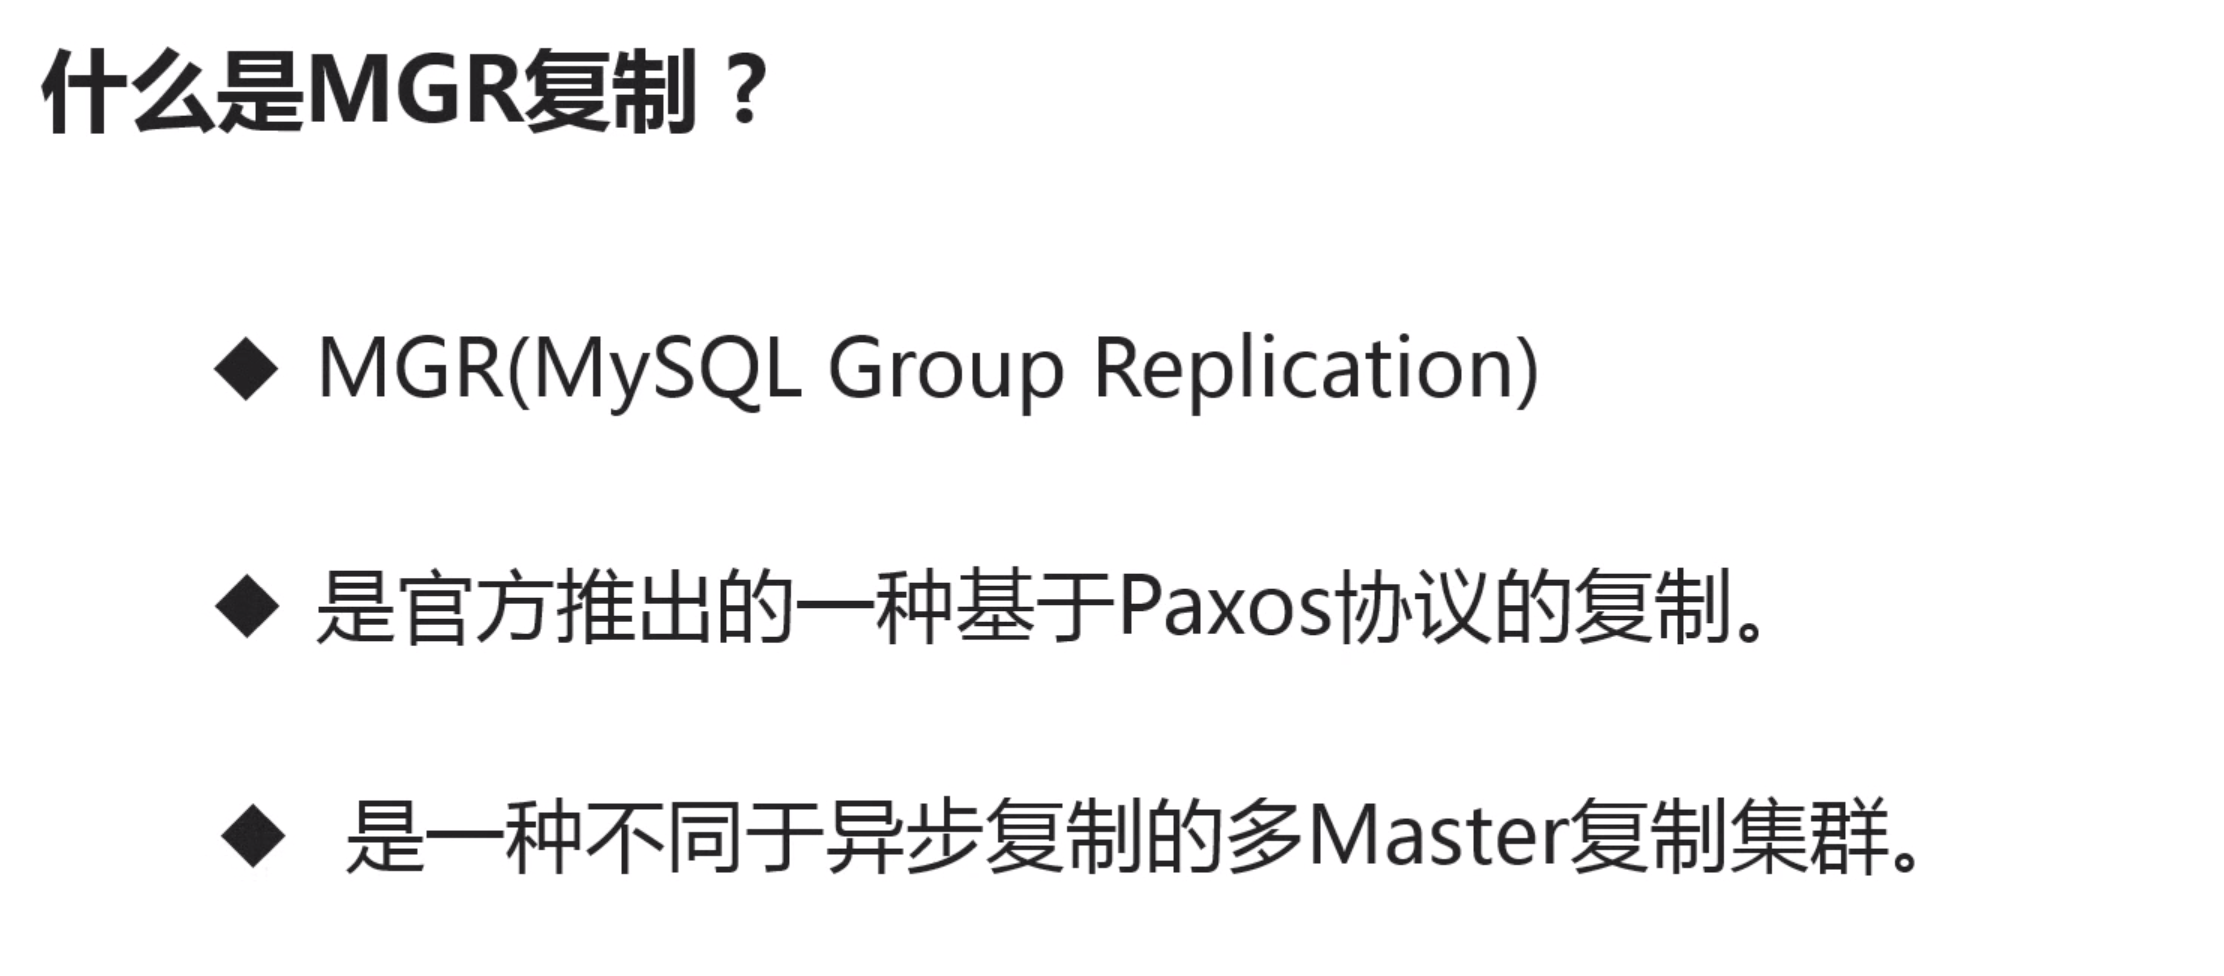 什么是MGR复制？
◆ MGR(MySQL Group Replication)
◆ 是官方推出的一种基于Paxos协议的复制。
◆ 是一种不同于异步复制的多Master复制集群。